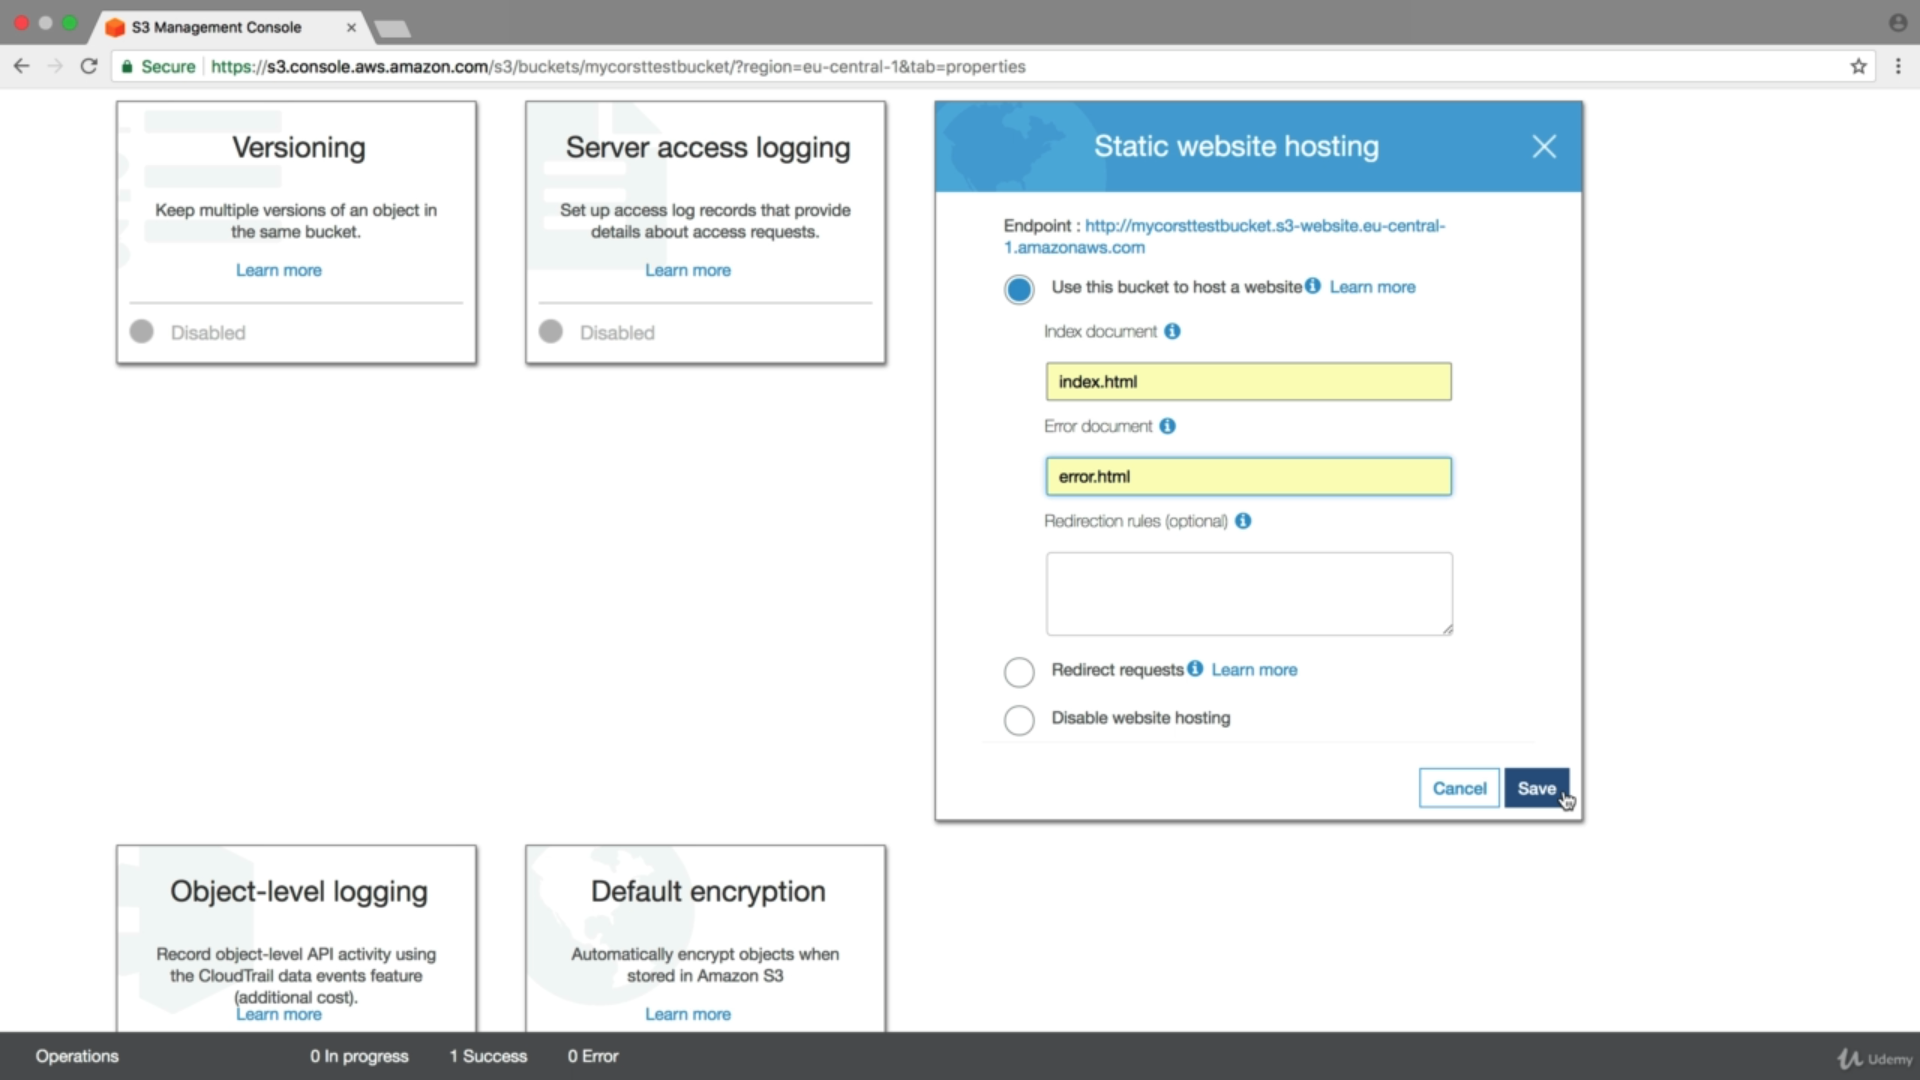 S3 Management Console
Secure https://s3.console.aws.amazon.com/s3/buckets/mycorsttestbucket/?region=eu-central-1&tab=properties
Versioning
Keep multiple versions of an object in
the same bucket.
Learn more
Disabled
Server access logging
Set up access log records that provide
details about access requests.
Learn more
Disabled
Static website hosting
Endpoint : http://mycorsttestbucket.s3-website.eu-central-
1.amazonaws.com
Use this bucket to host a website Learn more
Index document
index.html
Error document
error.html
Redirection rules (optional)
Redirect requests Learn more
Disable website hosting
Cancel Save
Object-level logging
Record object-level API activity using
the CloudTrail data events feature
(additional cost).
Learn more
Default encryption
Automatically encrypt objects when
stored in Amazon S3
Learn more
Operations 0 In progress 1 Success 0 Error
Udemy